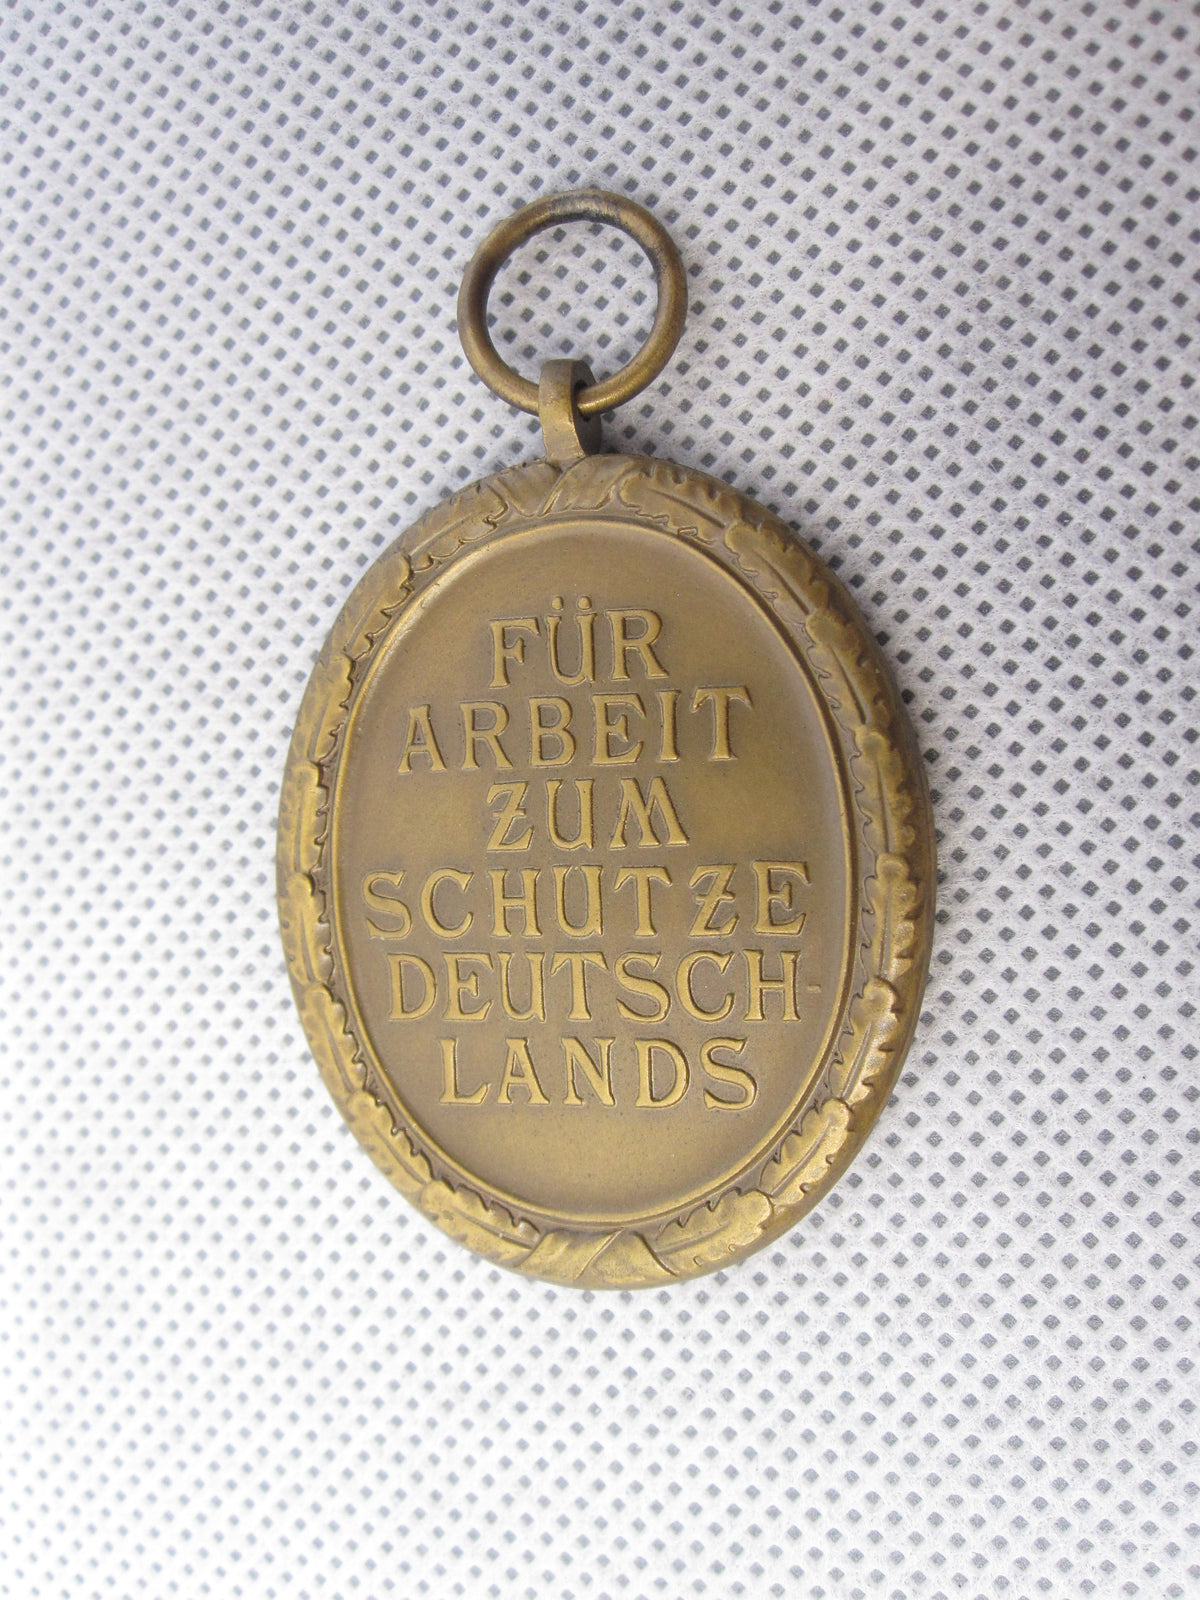 FÜR
ARBEIT
ZUM
SCHUTZE
DEUTSCH-
LANDS